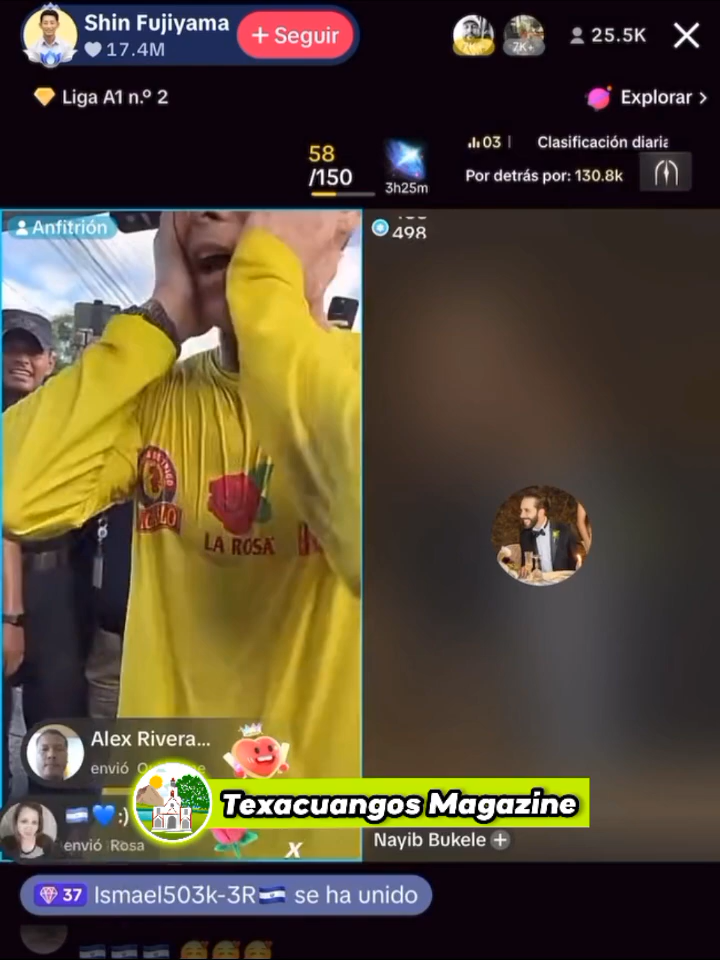 Shin Fujiyama
17.4M
+ Seguir
2K+
2K+
25.5K
Liga A1 n.º 2
Explorar
58
/150
3h25m
03
Clasificación diaria
Por detrás por: 130.8k
Anfitrión
498
LA ROSA
Alex Rivera...
envió
:)
envió Rosa
Texacuangos Magazine
x
Nayib Bukele +
37 Ismael503k-3R se ha unido